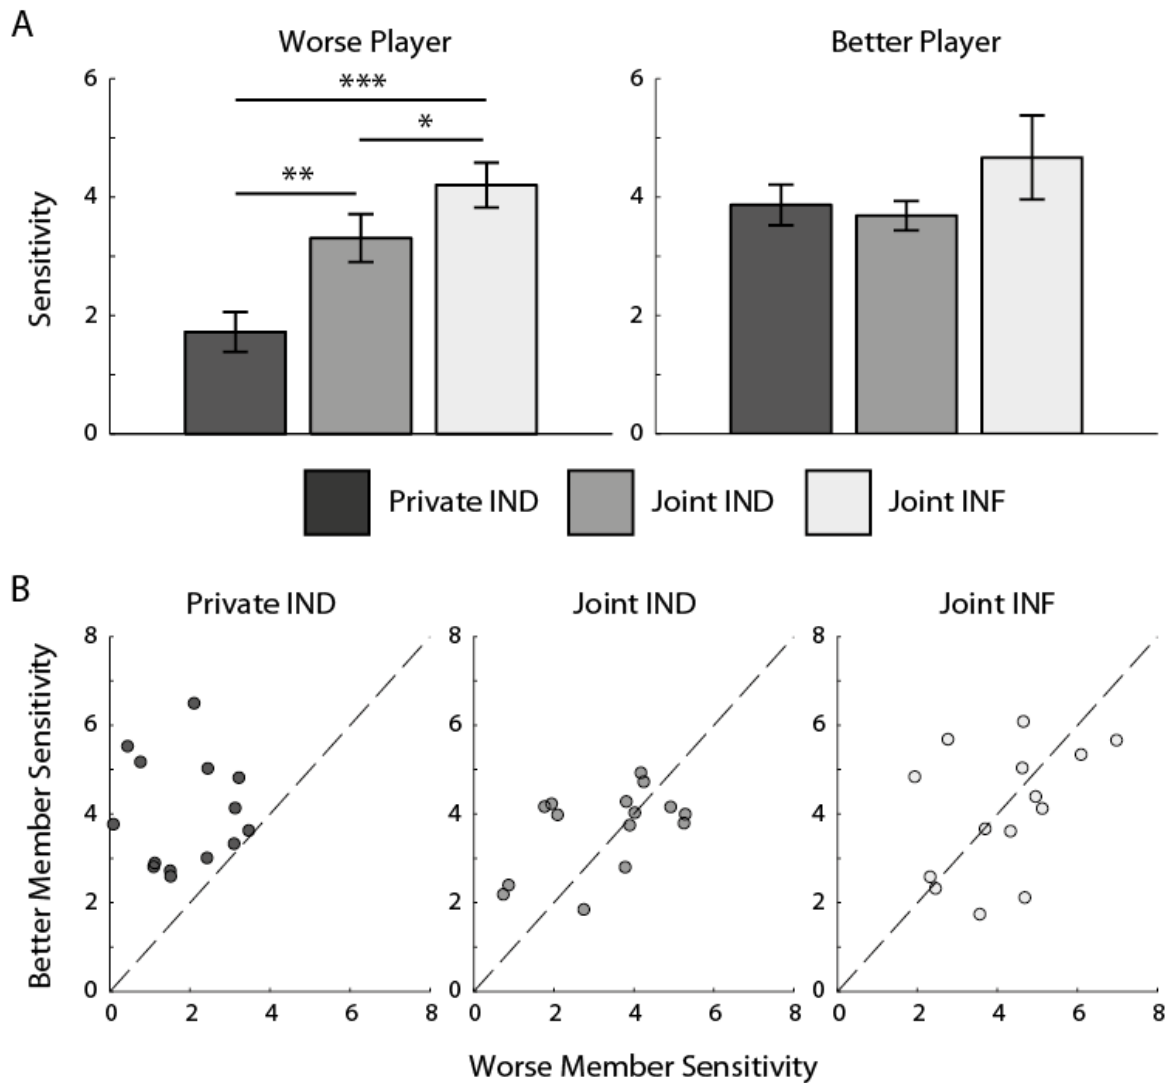 A
Worse Player
Better Player
6
***
*
**
4
2
0
Sensitivity
6
4
2
0
Private IND
Joint IND
Joint INF
B
Private IND
Joint IND
Joint INF
Better Member Sensitivity
8
6
4
2
0
0 2 4 6 8
8
6
4
2
0
0 2 4 6 8
8
6
4
2
0
0 2 4 6 8
Worse Member Sensitivity